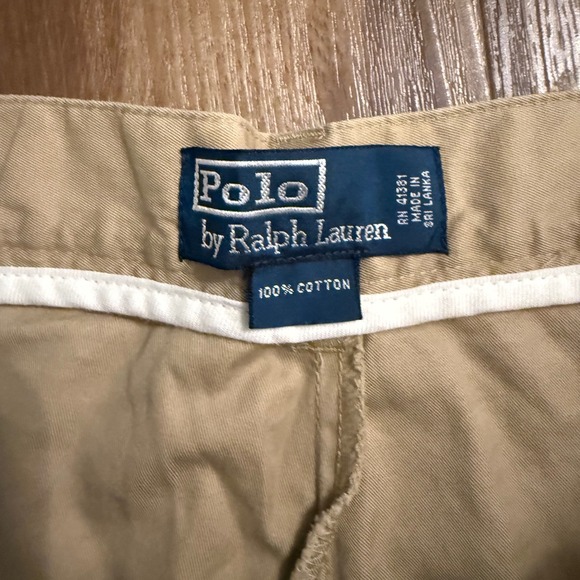 Polo
by Ralph Lauren
RN 41381
MADE IN
SRI LANKA
100% COTTON